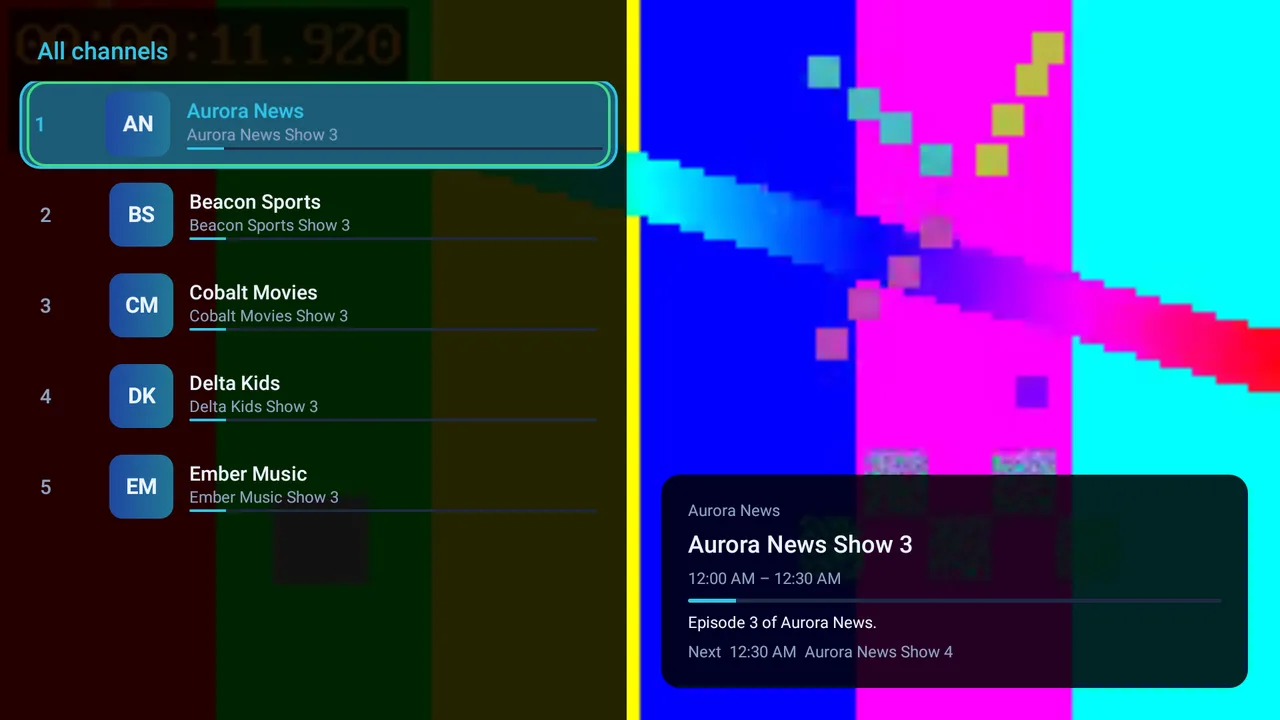 00:00:11.920
All channels
1
AN
Aurora News
Aurora News Show 3
2
BS
Beacon Sports
Beacon Sports Show 3
3
CM
Cobalt Movies
Cobalt Movies Show 3
4
DK
Delta Kids
Delta Kids Show 3
5
EM
Ember Music
Ember Music Show 3
Aurora News
Aurora News Show 3
12:00 AM – 12:30 AM
Episode 3 of Aurora News.
Next 12:30 AM Aurora News Show 4